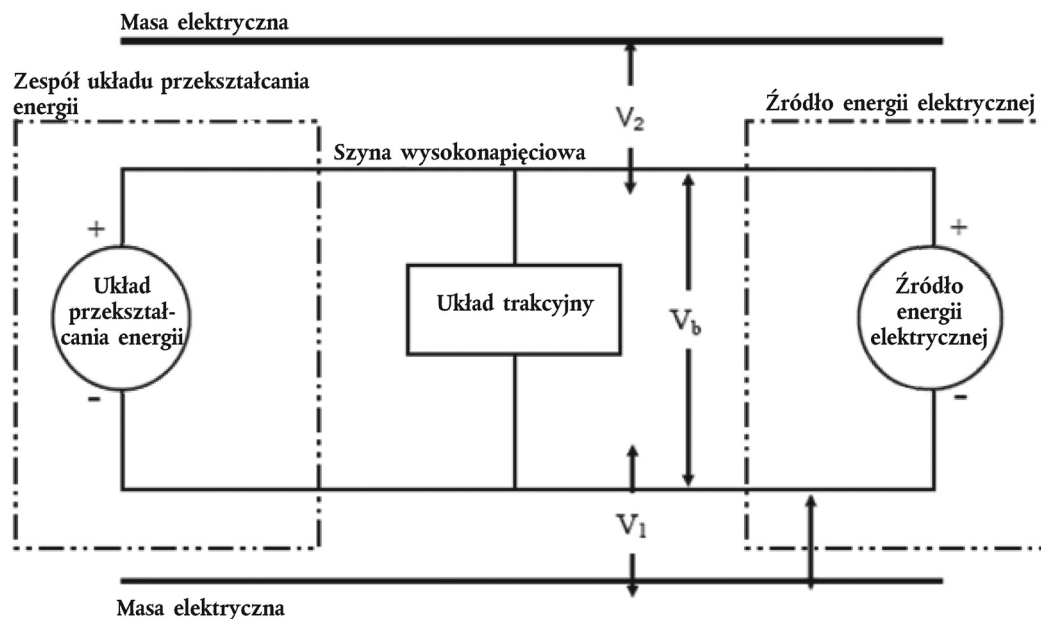 Masa elektryczna
Zespół układu przekształcania
energii
Źródło energii elektrycznej
V2
Szyna wysokonapięciowa
+
+
Układ
przekształ-
cania energii
Układ trakcyjny
Vb
Źródło
energii
elektrycznej
-
-
V1
Masa elektryczna